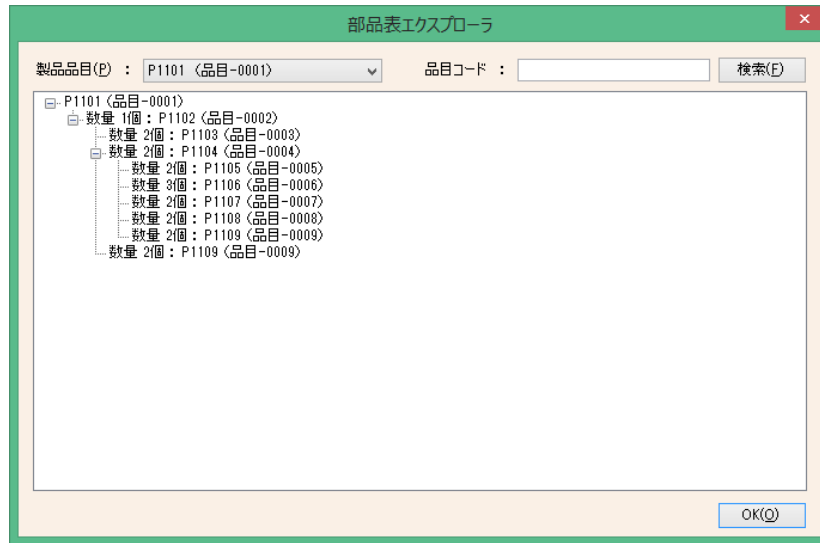 部品表エクスプローラ
製品品目(P) : P1101 (品目-0001) 品目コード : 検索(F)
P1101 (品目-0001)
数量 1個 : P1102 (品目-0002)
数量 2個 : P1103 (品目-0003)
数量 2個 : P1104 (品目-0004)
数量 2個 : P1105 (品目-0005)
数量 3個 : P1106 (品目-0006)
数量 2個 : P1107 (品目-0007)
数量 2個 : P1108 (品目-0008)
数量 2個 : P1109 (品目-0009)
数量 2個 : P1109 (品目-0009)
OK(O)